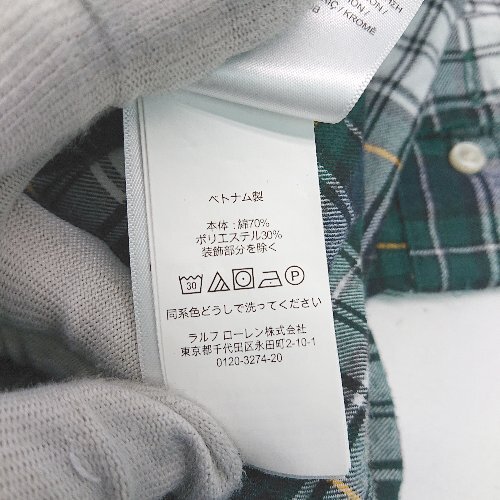 / KROMĒ
ベトナム製
本体：綿70%
ポリエステル30%
装飾部分を除く
30 P
同系色どうしで洗ってください
ラルフ ローレン株式会社
東京都千代田区永田町2-10-1
0120-3274-20